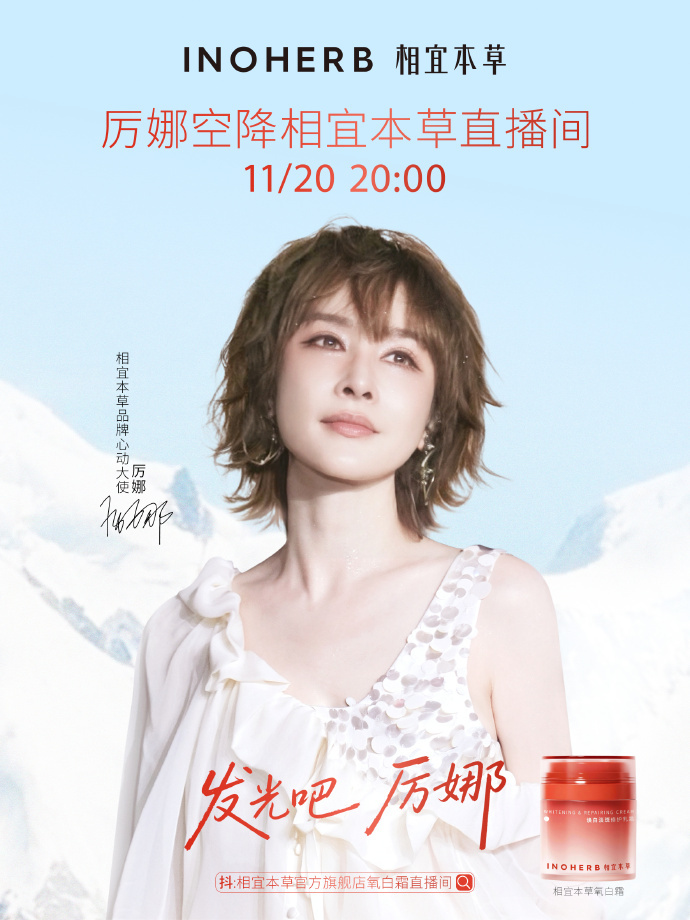 INOHERB 相宜本草
厉娜空降相宜本草直播间
11/20 20:00
相宜本草品牌心动大使
厉娜
发光吧 厉娜
WHITENING & REPAIRING CREAM
INOHERB 相宜本草
抖:相宜本草官方旗舰店氧白霜直播间
相宜本草氧白霜